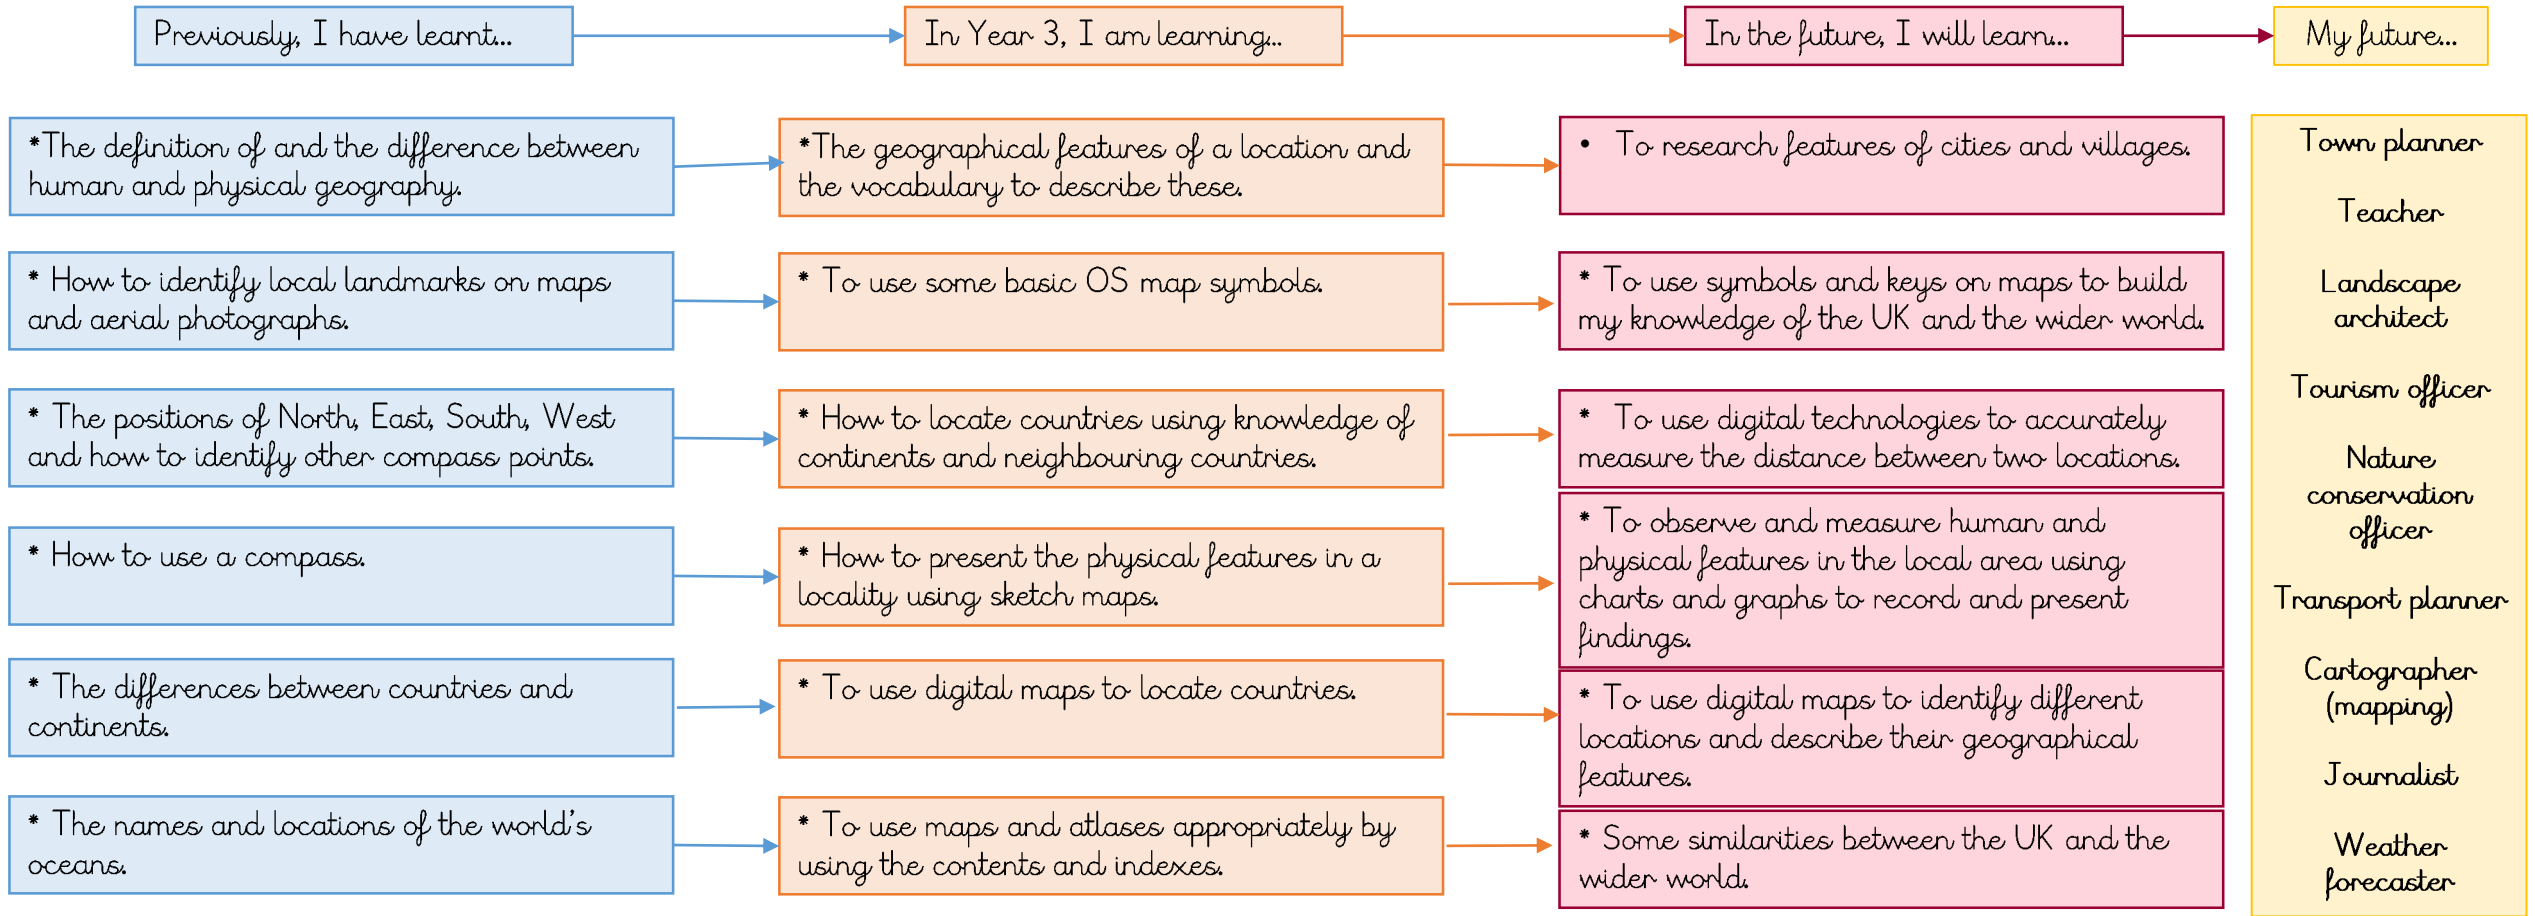 Previously, I have learnt...
In Year 3, I am learning...
In the future, I will learn...
My future...
*The definition of and the difference between
human and physical geography.
*The geographical features of a location and
the vocabulary to describe these.
• To research features of cities and villages.
* How to identify local landmarks on maps
and aerial photographs.
* To use some basic OS map symbols.
* To use symbols and keys on maps to build
my knowledge of the UK and the wider world.
* The positions of North, East, South, West
and how to identify other compass points.
* How to locate countries using knowledge of
continents and neighbouring countries.
* To use digital technologies to accurately
measure the distance between two locations.
* How to use a compass.
* How to present the physical features in a
locality using sketch maps.
* To observe and measure human and
physical features in the local area using
charts and graphs to record and present
findings.
* The differences between countries and
continents.
* To use digital maps to locate countries.
* To use digital maps to identify different
locations and describe their geographical
features.
* The names and locations of the world's
oceans.
* To use maps and atlases appropriately by
using the contents and indexes.
* Some similarities between the UK and the
wider world.
Town planner
Teacher
Landscape
architect
Tourism officer
Nature
conservation
officer
Transport planner
Cartographer
(mapping)
Journalist
Weather
forecaster